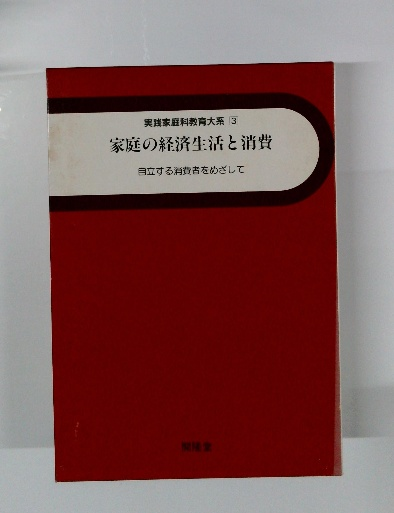 実践家庭科教育大系 3
家庭の経済生活と消費
自立する消費者をめざして
開隆堂